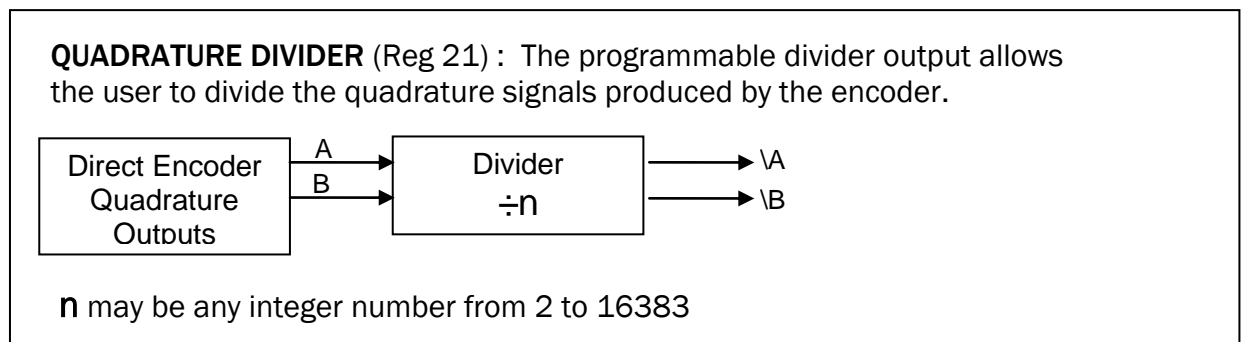 QUADRATURE DIVIDER (Reg 21) : The programmable divider output allows
the user to divide the quadrature signals produced by the encoder.
Direct Encoder
Quadrature
Outputs
A
B
Divider
÷n
\A
\B
n may be any integer number from 2 to 16383